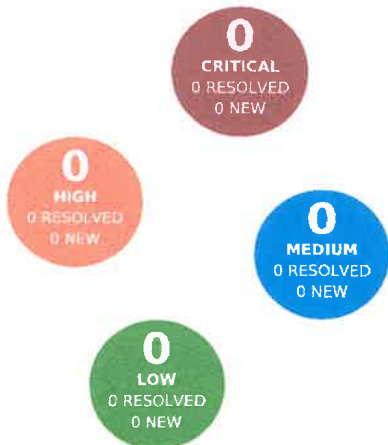 0
CRITICAL
0 RESOLVED
0 NEW
0
HIGH
0 RESOLVED
0 NEW
0
MEDIUM
0 RESOLVED
0 NEW
0
LOW
0 RESOLVED
0 NEW